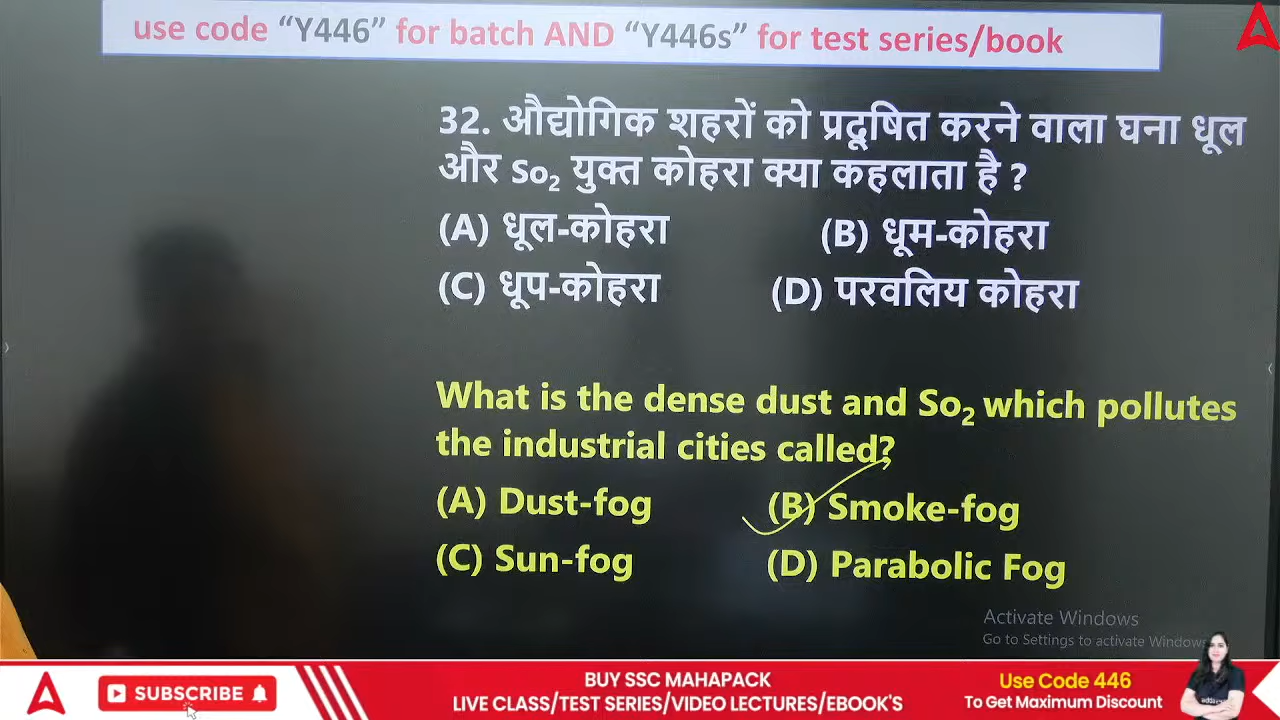 use code “Y446” for batch AND “Y446s” for test series/book
32. औद्योगिक शहरों को प्रदूषित करने वाला घना धूल
और So₂ युक्त कोहरा क्या कहलाता है ?
(A) धूल-कोहरा (B) धूम-कोहरा
(C) धूप-कोहरा (D) परवलिय कोहरा
What is the dense dust and So₂ which pollutes
the industrial cities called?
(A) Dust-fog (B) Smoke-fog
(C) Sun-fog (D) Parabolic Fog
Activate Windows
Go to Settings to activate Windows
SUBSCRIBE
BUY SSC MAHAPACK
LIVE CLASS/TEST SERIES/VIDEO LECTURES/EBOOK'S
Use Code 446
To Get Maximum Discount